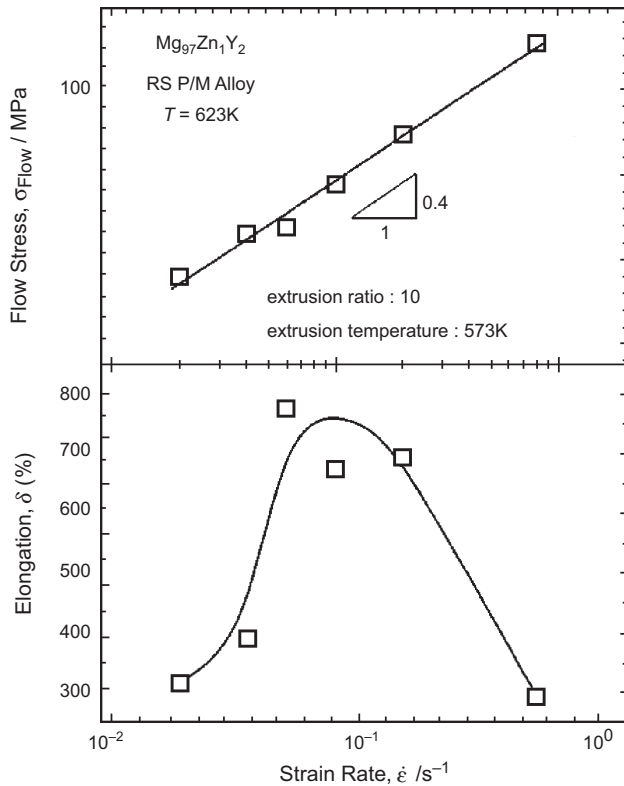 Mg₉₇Zn₁Y₂
RS P/M Alloy
T = 623K
100
Flow Stress, σFlow / MPa
0.4
1
extrusion ratio : 10
extrusion temperature : 573K
800
700
600
500
400
300
Elongation, δ (%)
10⁻²
10⁻¹
10⁰
Strain Rate, ε̇ /s⁻¹